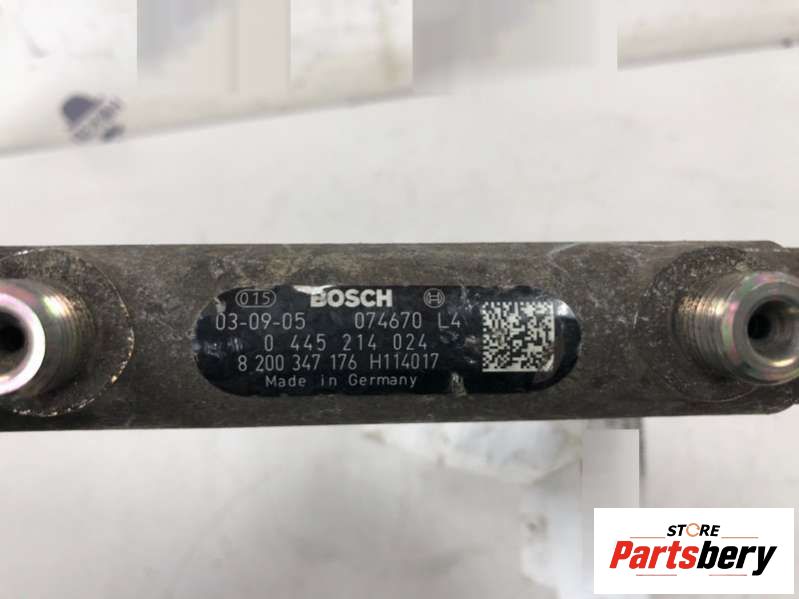 015 BOSCH
03-09-05 074670 L4
0 445 214 024
8 200 347 176 H114017
Made in Germany
STORE
Partsbery